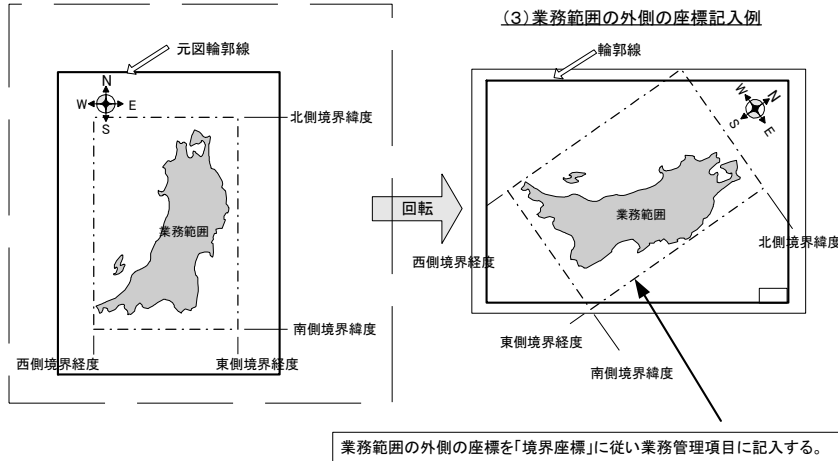 (3)業務範囲の外側の座標記入例
元図輪郭線
N
W
E
S
北側境界緯度
業務範囲
南側境界緯度
西側境界経度
東側境界経度
回転
輪郭線
W
N
S
E
業務範囲
北側境界緯度
西側境界経度
東側境界経度
南側境界緯度
業務範囲の外側の座標を「境界座標」に従い業務管理項目に記入する。